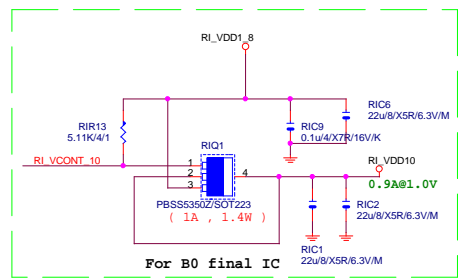 RI_VDD1_8
RIR13
5.11K/4/1
RIC6
22u/8/X5R/6.3V/M
RIC9
0.1u/4/X7R/16V/K
RIQ1
RI_VCONT_10
1
2
3
4
RI_VDD10
0.9A@1.0V
PBSS5350Z/SOT223
( 1A , 1.4W )
RIC2
22u/8/X5R/6.3V/M
RIC1
22u/8/X5R/6.3V/M
For B0 final IC